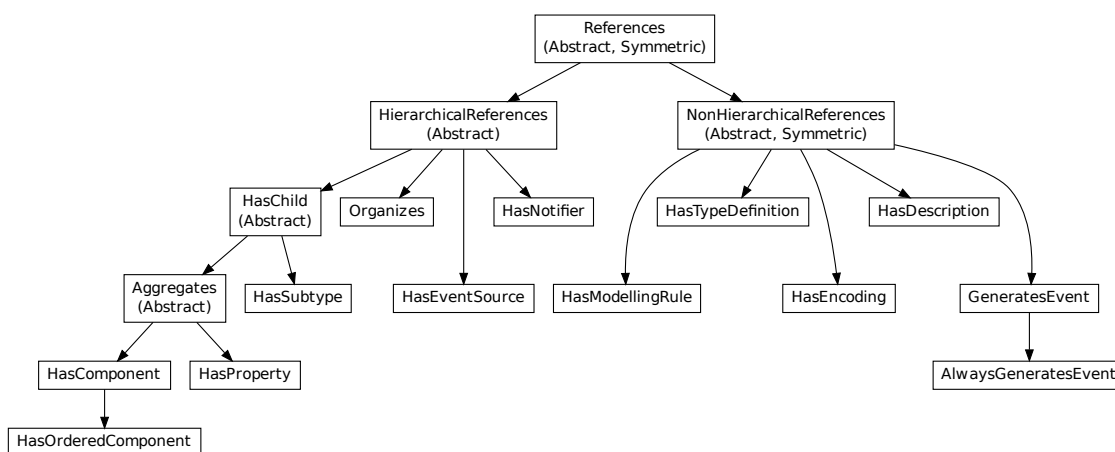 References
(Abstract, Symmetric)
HierarchicalReferences
(Abstract)
NonHierarchicalReferences
(Abstract, Symmetric)
HasChild
(Abstract)
Organizes
HasNotifier
HasTypeDefinition
HasDescription
Aggregates
(Abstract)
HasSubtype
HasEventSource
HasModellingRule
HasEncoding
GeneratesEvent
HasComponent
HasProperty
AlwaysGeneratesEvent
HasOrderedComponent